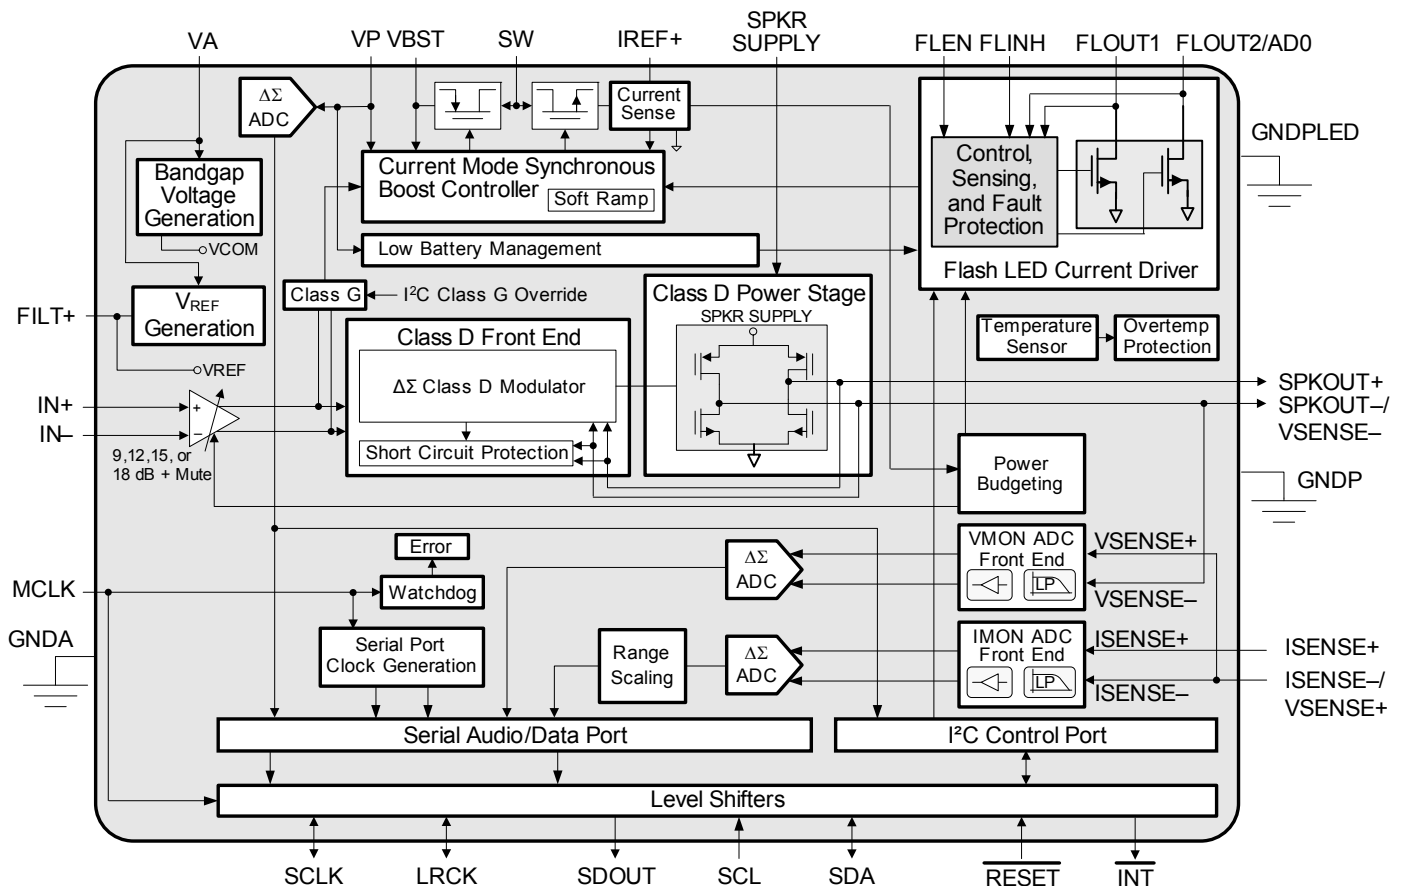 SPKR
SUPPLY
VA
VP VBST
SW
IREF+
FLEN FLINH
FLOUT1
FLOUT2/AD0
ΔΣ
ADC
Current
Sense
GNDPLED
Bandgap
Voltage
Generation
Current Mode Synchronous
Boost Controller
Soft Ramp
Control,
Sensing,
and Fault
Protection
VCOM
Low Battery Management
Flash LED Current Driver
FILT+
VREF
Generation
Class G
I²C Class G Override
Class D Power Stage
SPKR SUPPLY
Class D Front End
Temperature
Sensor
Overtemp
Protection
VREF
ΔΣ Class D Modulator
SPKOUT+
SPKOUT–/
VSENSE–
IN+
IN–
+
–
9,12,15, or
18 dB + Mute
Short Circuit Protection
Power
Budgeting
GNDP
Error
Watchdog
MCLK
ΔΣ
ADC
VMON ADC
Front End
LP
VSENSE+
VSENSE–
GNDA
Serial Port
Clock Generation
Range
Scaling
ΔΣ
ADC
IMON ADC
Front End
LP
ISENSE+
ISENSE–
ISENSE+
ISENSE–/
VSENSE+
Serial Audio/Data Port
I²C Control Port
Level Shifters
SCLK
LRCK
SDOUT
SCL
SDA
RESET
INT